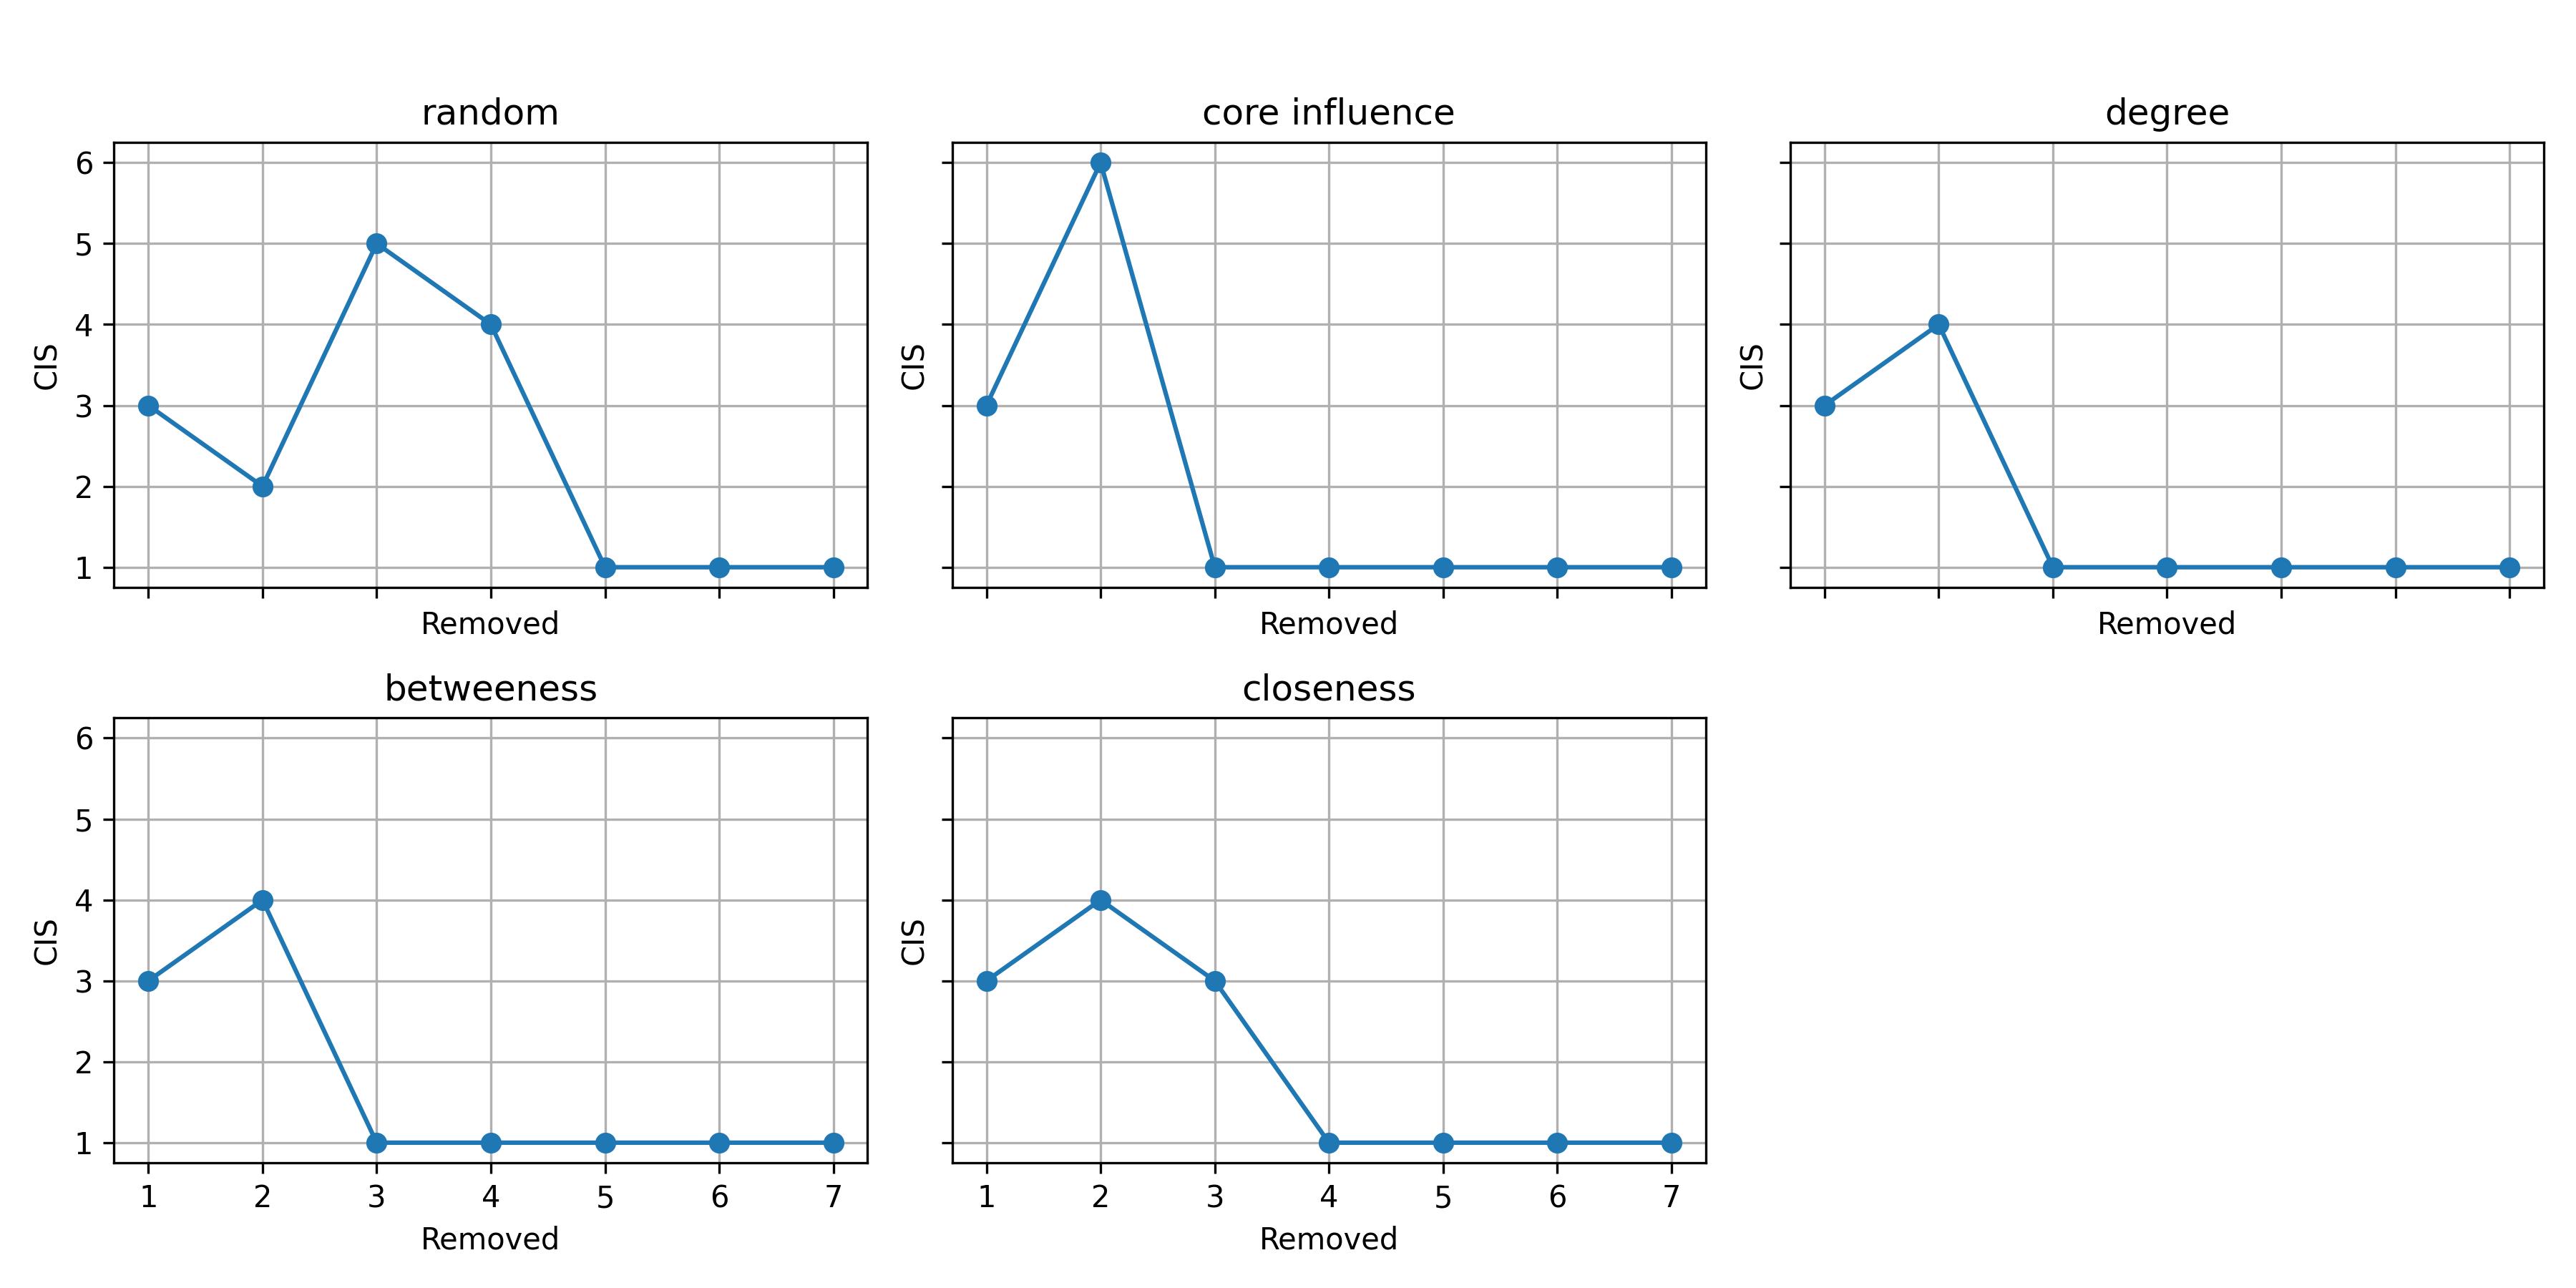 random
core influence
degree
6
5
4
3
2
1
CIS
CIS
CIS
Removed
Removed
Removed
betweeness
closeness
6
5
4
3
2
1
CIS
CIS
1 2 3 4 5 6 7
1 2 3 4 5 6 7
Removed
Removed